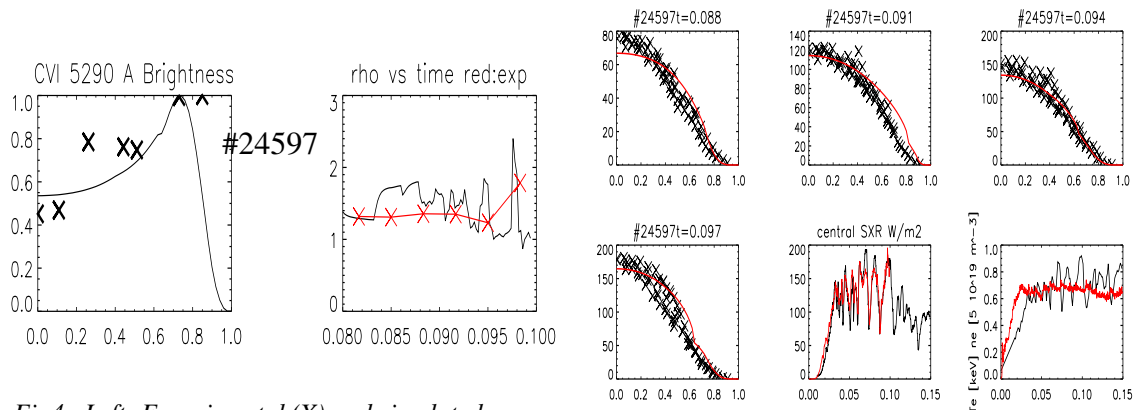 CVI 5290 A Brightness
1.0
0.8
0.6
0.4
0.2
0.0
0.0 0.2 0.4 0.6 0.8 1.0
#24597
rho vs time red:exp
3
2
1
0
0.080 0.085 0.090 0.095 0.100
#24597t=0.088
80
60
40
20
0
0.0 0.2 0.4 0.6 0.8 1.0
#24597t=0.091
140
120
100
80
60
40
20
0
0.0 0.2 0.4 0.6 0.8 1.0
#24597t=0.094
200
150
100
50
0
0.0 0.2 0.4 0.6 0.8 1.0
#24597t=0.097
200
150
100
50
0
0.0 0.2 0.4 0.6 0.8 1.0
central SXR W/m2
200
150
100
50
0
0.00 0.05 0.10 0.15
Te [keV] ne [5 10^19 m^-3]
1.0
0.8
0.6
0.4
0.2
0.0
0.00 0.05 0.10 0.15